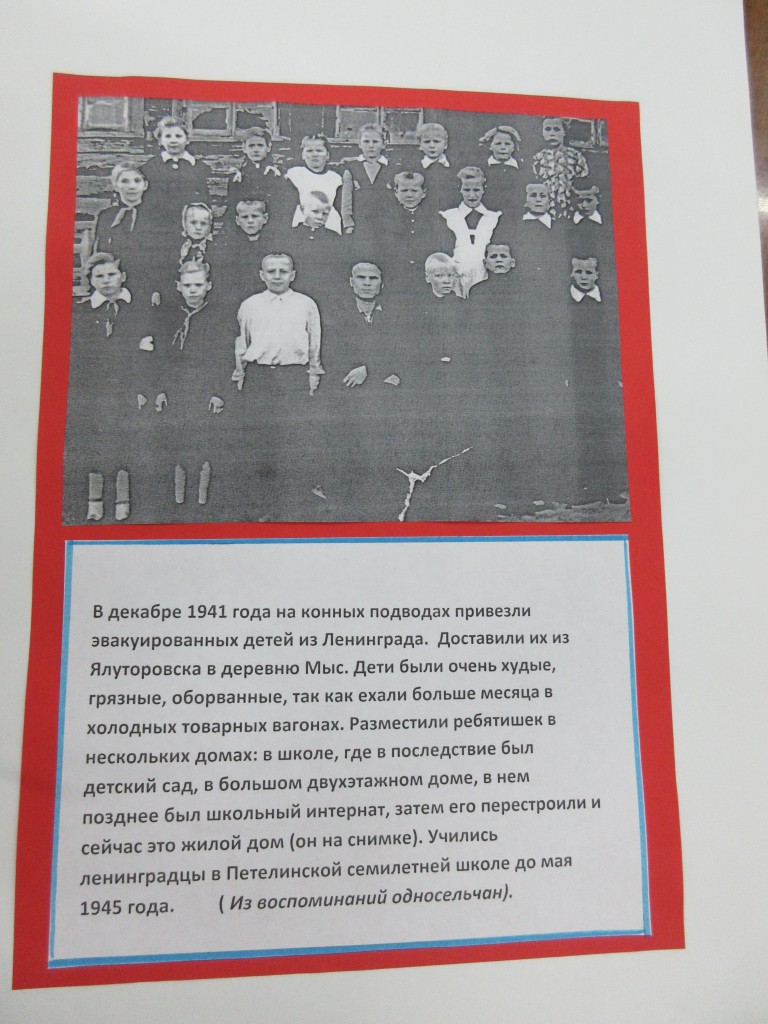 В декабре 1941 года на конных подводах привезли
эвакуированных детей из Ленинграда. Доставили их из
Ялуторовска в деревню Мыс. Дети были очень худые,
грязные, оборванные, так как ехали больше месяца в
холодных товарных вагонах. Разместили ребятишек в
нескольких домах: в школе, где в последствие был
детский сад, в большом двухэтажном доме, в нем
позднее был школьный интернат, затем его перестроили и
сейчас это жилой дом (он на снимке). Учились
ленинградцы в Петелинской семилетней школе до мая
1945 года. ( Из воспоминаний односельчан).